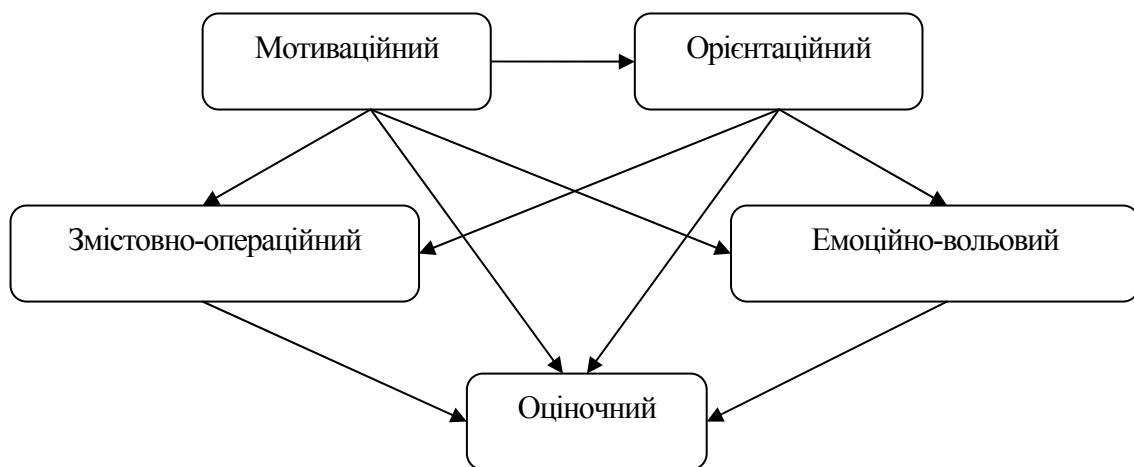 Мотиваційний
Орієнтаційний
Змістовно-операційний
Емоційно-вольовий
Оціночний